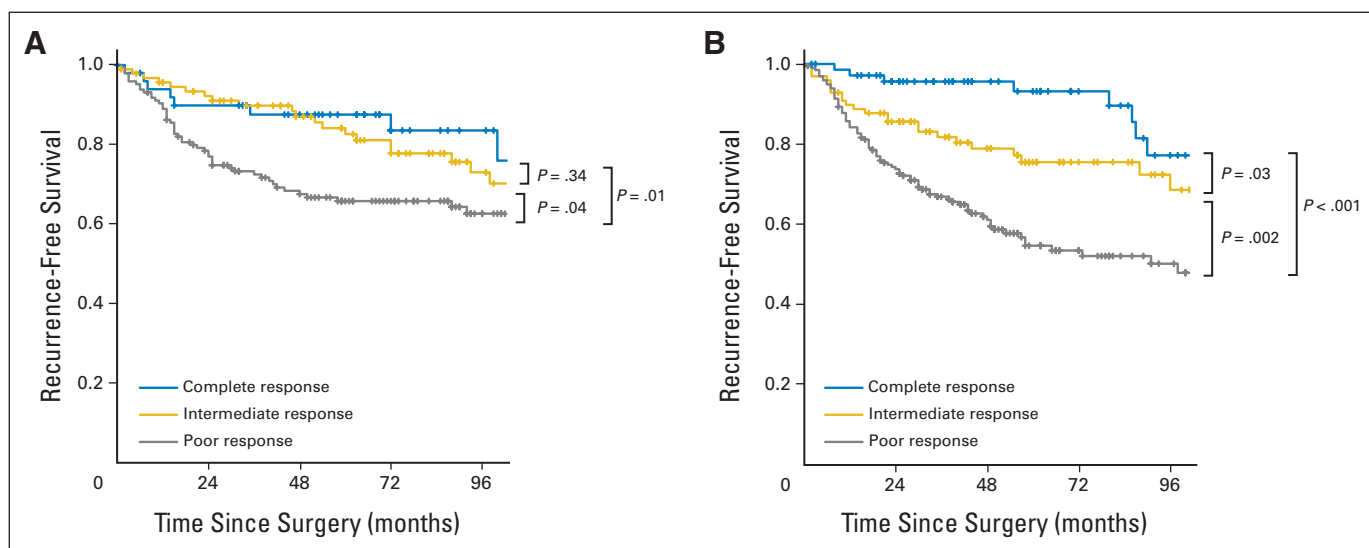 A
Recurrence-Free Survival
1.0
0.8
0.6
0.4
0.2
0
24
48
72
96
Time Since Surgery (months)
Complete response
Intermediate response
Poor response
P = .34
P = .04
P = .01
B
Recurrence-Free Survival
1.0
0.8
0.6
0.4
0.2
0
24
48
72
96
Time Since Surgery (months)
Complete response
Intermediate response
Poor response
P = .03
P = .002
P < .001